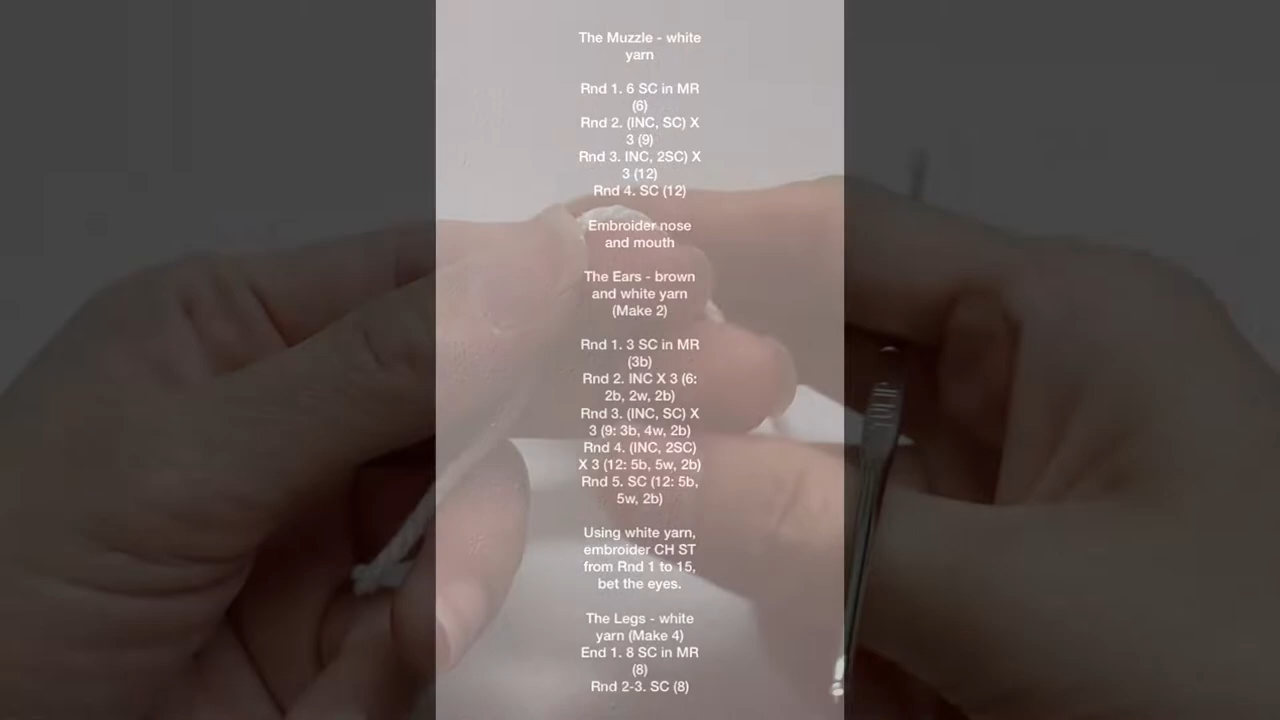 The Muzzle - white
yarn
Rnd 1. 6 SC in MR
(6)
Rnd 2. (INC, SC) X
3 (9)
Rnd 3. INC, 2SC) X
3 (12)
Rnd 4. SC (12)
Embroider nose
and mouth
The Ears - brown
and white yarn
(Make 2)
Rnd 1. 3 SC in MR
(3b)
Rnd 2. INC X 3 (6:
2b, 2w, 2b)
Rnd 3. (INC, SC) X
3 (9: 3b, 4w, 2b)
Rnd 4. (INC, 2SC)
X 3 (12: 5b, 5w, 2b)
Rnd 5. SC (12: 5b,
5w, 2b)
Using white yarn,
embroider CH ST
from Rnd 1 to 15,
bet the eyes.
The Legs - white
yarn (Make 4)
End 1. 8 SC in MR
(8)
Rnd 2-3. SC (8)